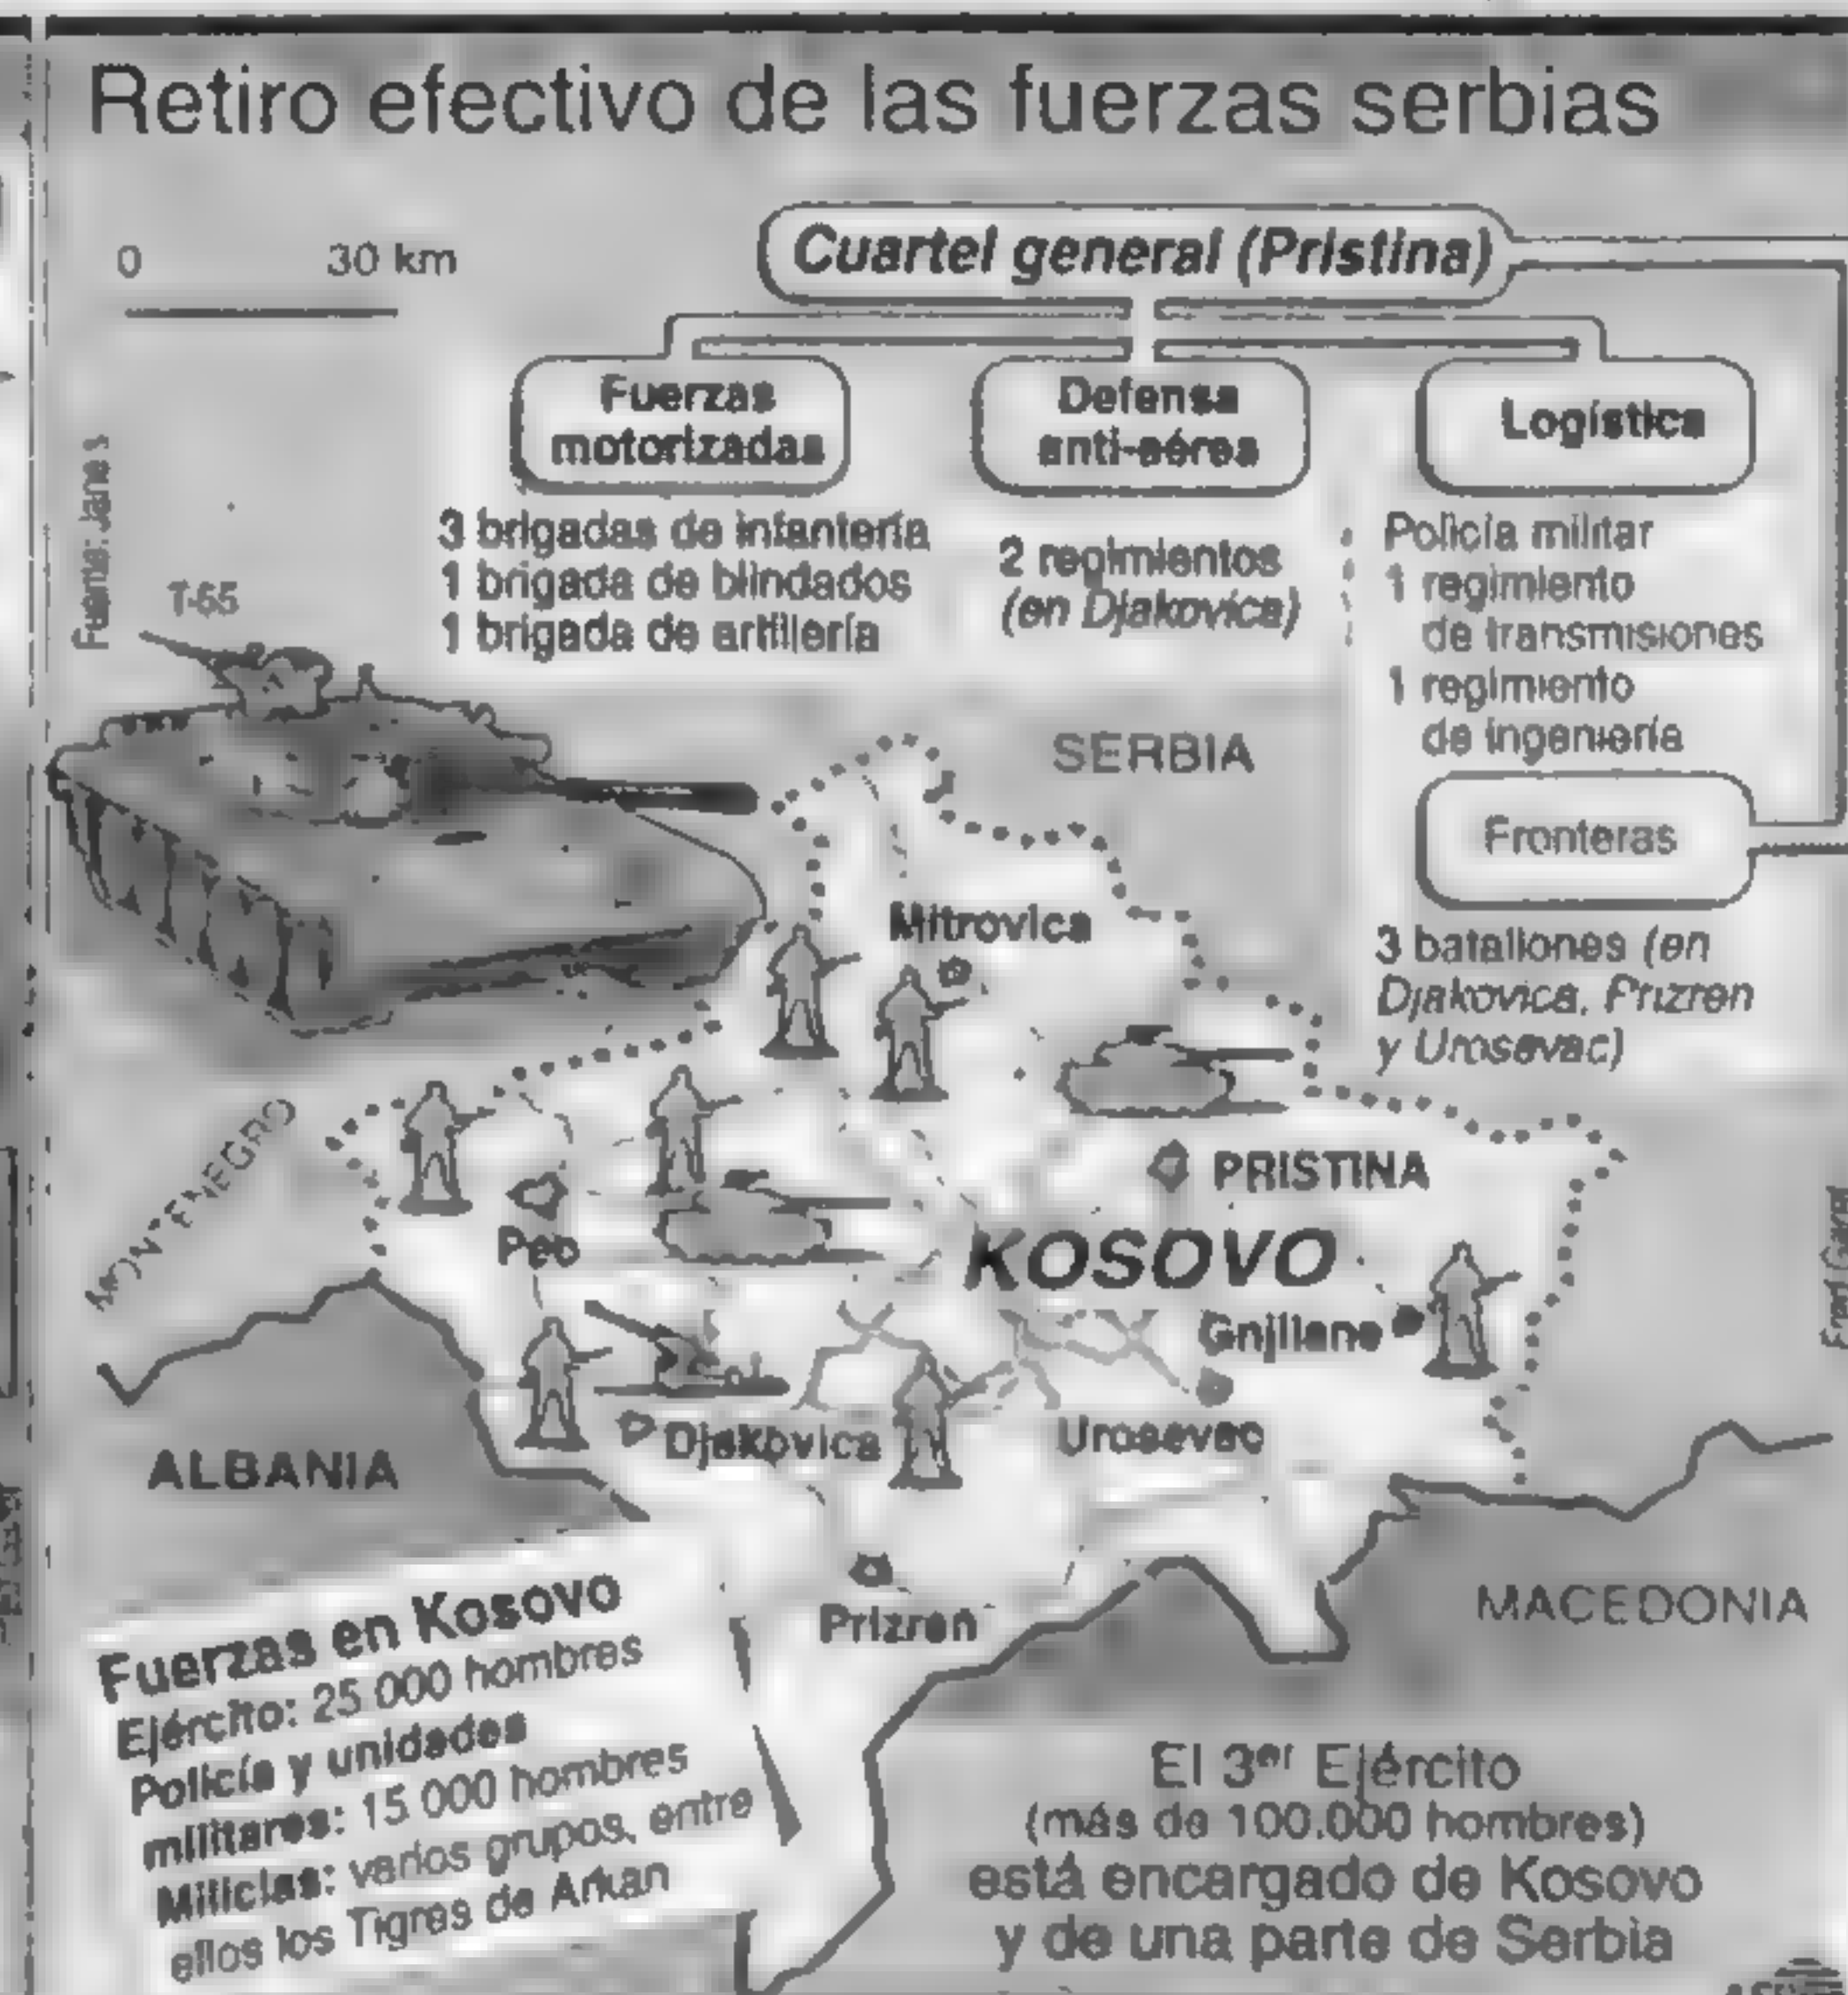 Retiro efectivo de las fuerzas serbias
0 30 km
Cuartel general (Pristina)
Fuerzas
motorizadas
3 brigadas de infantería
1 brigada de blindados
1 brigada de artillería
Defensa
anti-aérea
2 regimientos
(en Djakovica)
Logística
Policía militar
1 regimiento
de transmisiones
1 regimiento
de ingeniería
Fronteras
3 batallones (en
Djakovica, Prizren
y Urosevac)
Fuente: Jane's
T-55
SERBIA
Mitrovica
MONTENEGRO
PRISTINA
Pec
KOSOVO
Gnjilane
Djakovica
Urosevac
ALBANIA
Prizren
MACEDONIA
Fuerzas en Kosovo
Ejército: 25 000 hombres
Policía y unidades
militares: 15 000 hombres
Milicias: varios grupos, entre
ellos los Tigres de Arkan
El 3er Ejército
(más de 100.000 hombres)
está encargado de Kosovo
y de una parte de Serbia